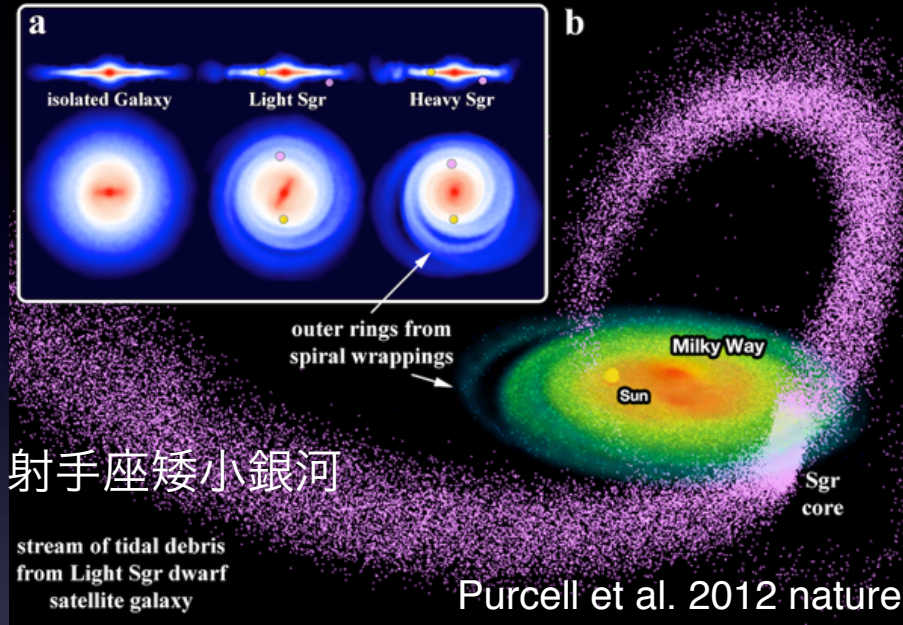 a
isolated Galaxy
Light Sgr
Heavy Sgr
b
outer rings from
spiral wrappings
Milky Way
Sun
Sgr
core
射手座矮小銀河
stream of tidal debris
from Light Sgr dwarf
satellite galaxy
Purcell et al. 2012 nature